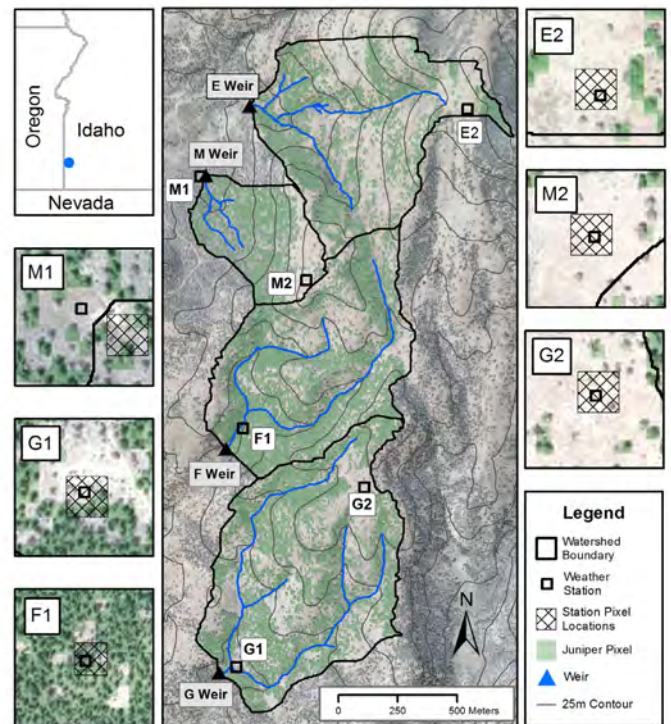 Oregon
Idaho
Nevada
M1
G1
F1
E Weir
M Weir
M1
E2
M2
F1
F Weir
G2
G1
G Weir
N
0 250 500 Meters
E2
M2
G2
Legend
Watershed
Boundary
Weather
Station
Station Pixel
Locations
Juniper Pixel
Weir
25m Contour